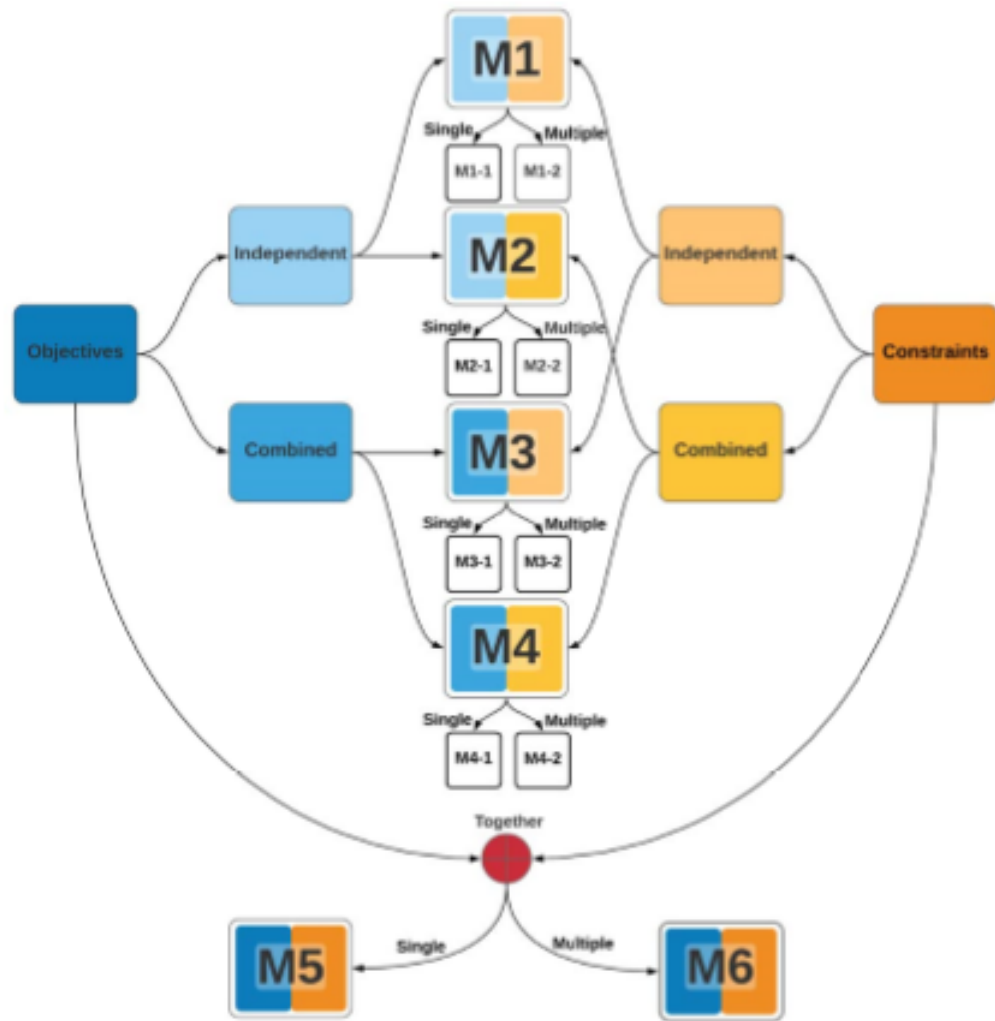 M1
Single
Multiple
M1-1
M1-2
Independent
M2
Independent
Single
Multiple
Objectives
M2-1
M2-2
Constraints
Combined
M3
Combined
Single
Multiple
M3-1
M3-2
M4
Single
Multiple
M4-1
M4-2
Together
Single
Multiple
M5
M6